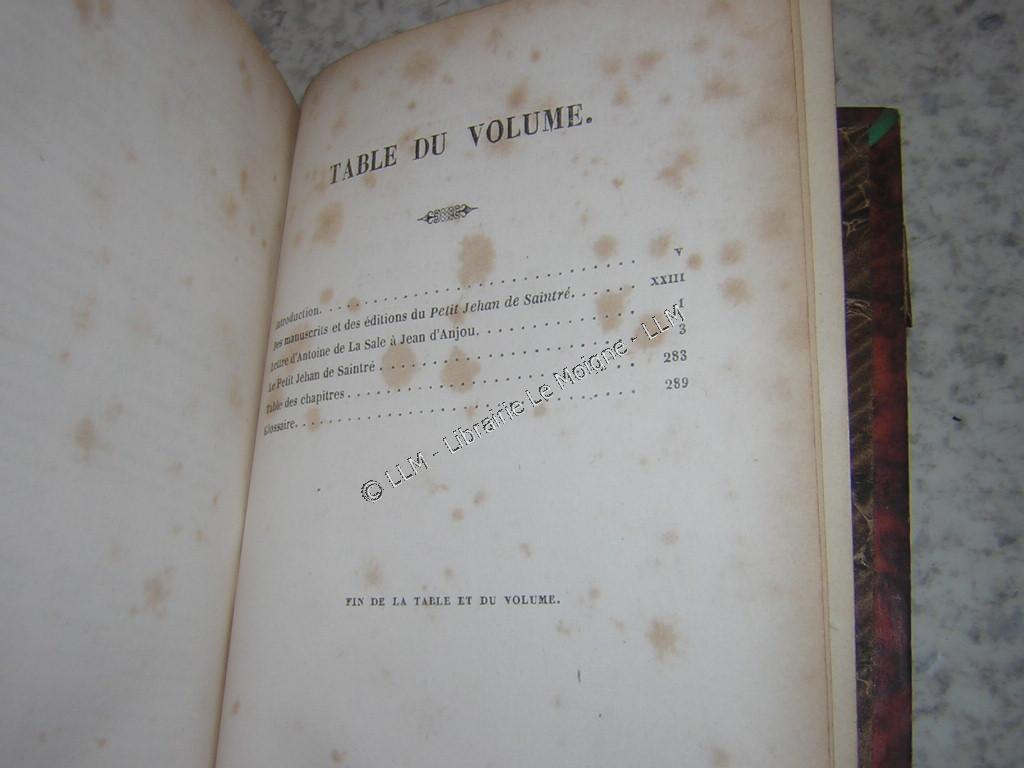 TABLE DU VOLUME.
Introduction. . . . . . . . . . . . . . . . . . . . . . . . . . . . V
Des manuscrits et des éditions du Petit Jehan de Saintré. . . . . . XXIII
Lettre d'Antoine de La Sale à Jean d'Anjou. . . . . . . . . . . . . 1
Le Petit Jehan de Saintré . . . . . . . . . . . . . . . . . . . . . 3
Table des chapitres . . . . . . . . . . . . . . . . . . . . . . . . 283
Glossaire. . . . . . . . . . . . . . . . . . . . . . . . . . . . . 289
© LLM - Librairie Le Moigne - LLM
FIN DE LA TABLE ET DU VOLUME.